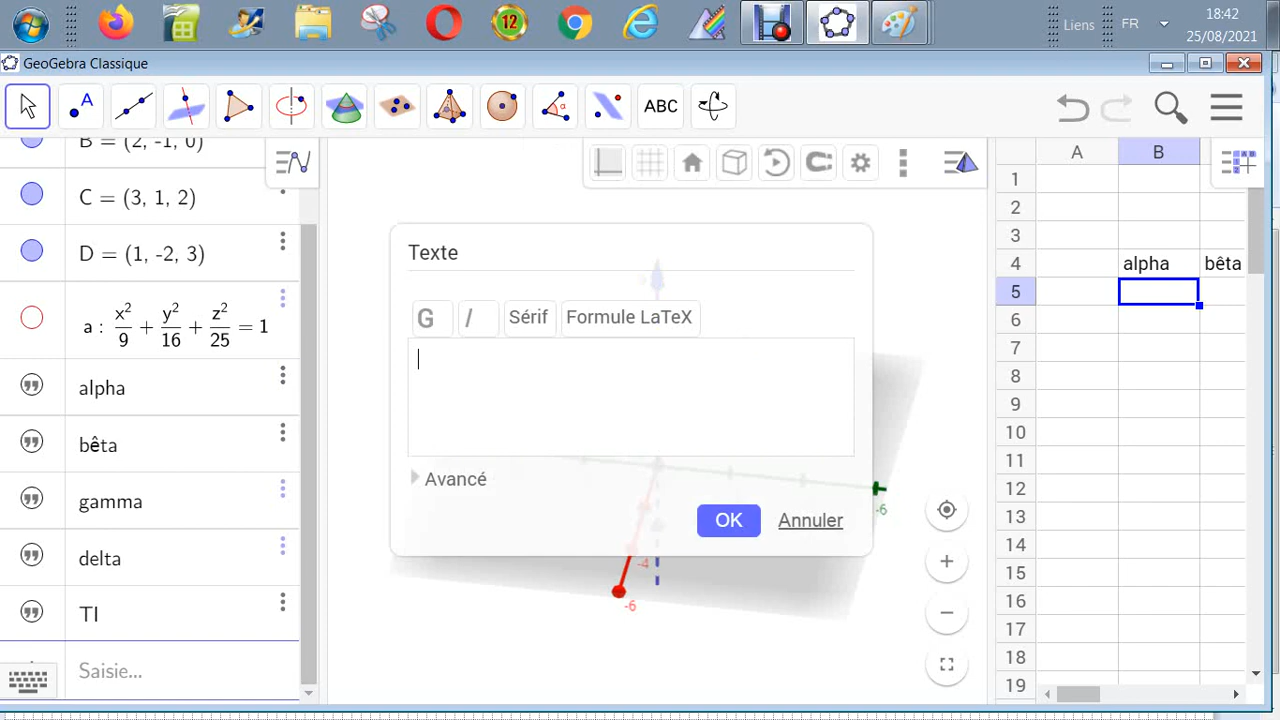 12
Liens
FR
18:42
25/08/2021
GeoGebra Classique
A
α
ABC
B = (2, -1, 0)
C = (3, 1, 2)
D = (1, -2, 3)
a : x²/9 + y²/16 + z²/25 = 1
alpha
bêta
gamma
delta
TI
Saisie...
Texte
G
I
Sérif
Formule LaTeX
Avancé
OK
Annuler
-6
-4
-6
A B
1
2
3
4 alpha bêta
5
6
7
8
9
10
11
12
13
14
15
16
17
18
19